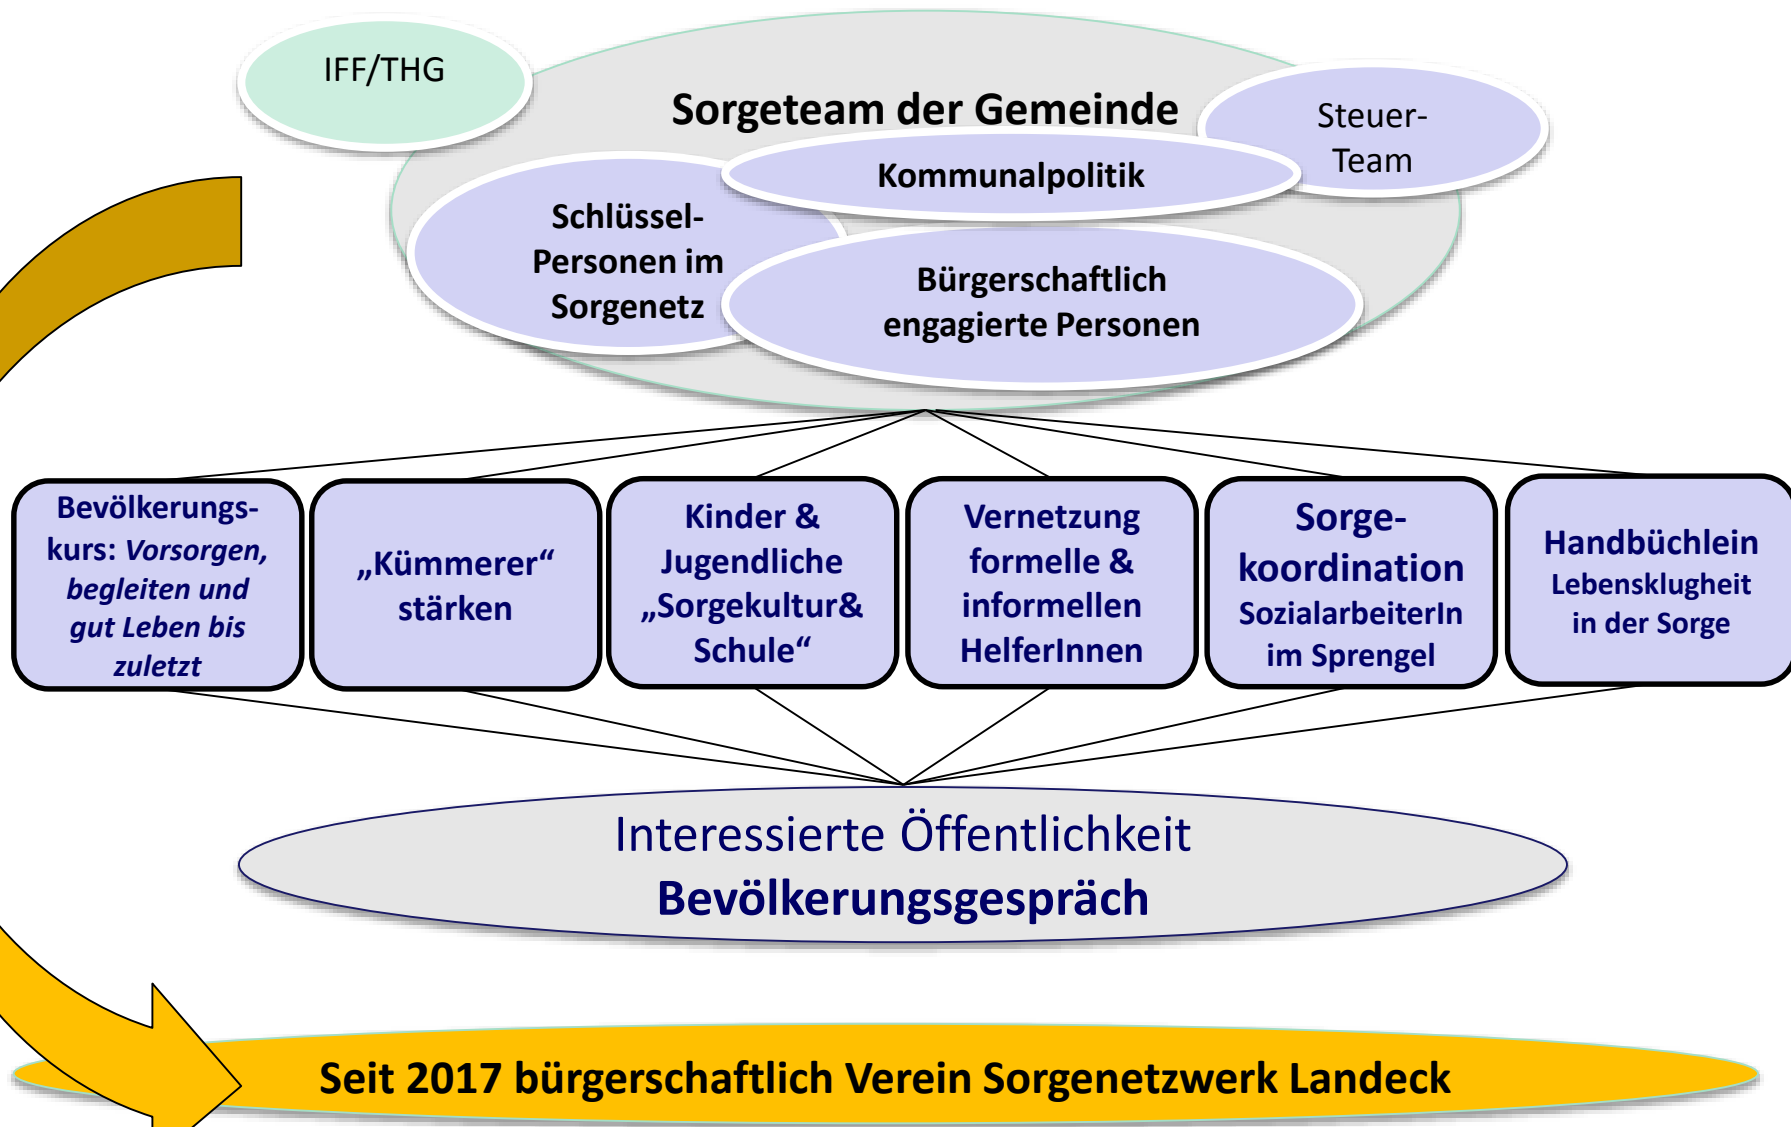 IFF/THG
Sorgeteam der Gemeinde
Steuer-
Team
Kommunalpolitik
Schlüssel-
Personen im
Sorgenetz
Bürgerschaftlich
engagierte Personen
Bevölkerungs-
kurs: Vorsorgen,
begleiten und
gut Leben bis
zuletzt
„Kümmerer“
stärken
Kinder &
Jugendliche
„Sorgekultur&
Schule“
Vernetzung
formelle &
informellen
HelferInnen
Sorge-
koordination
SozialarbeiterIn
im Sprengel
Handbüchlein
Lebensklugheit
in der Sorge
Interessierte Öffentlichkeit
Bevölkerungsgespräch
Seit 2017 bürgerschaftlich Verein Sorgenetzwerk Landeck